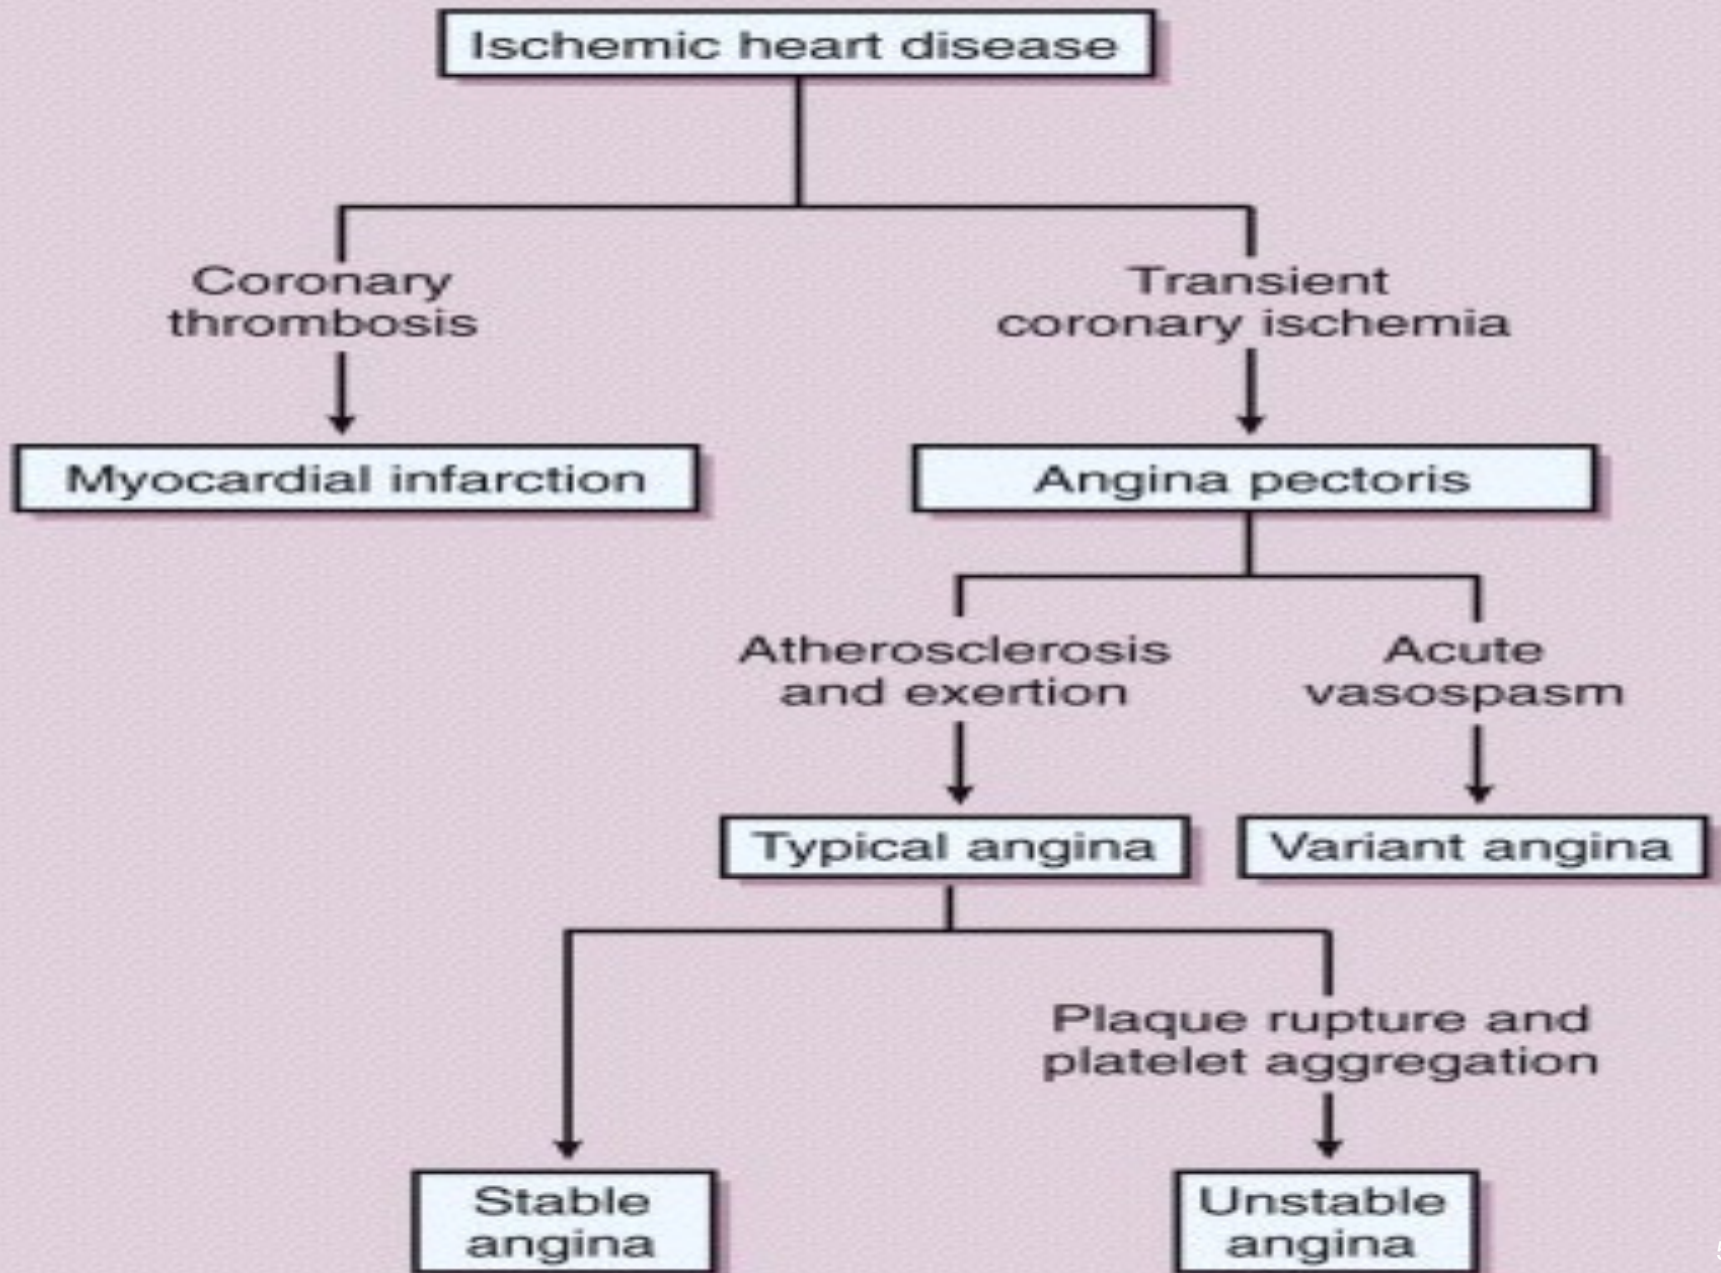 Ischemic heart disease
Coronary
thrombosis
Transient
coronary ischemia
Myocardial infarction
Angina pectoris
Atherosclerosis
and exertion
Acute
vasospasm
Typical angina
Variant angina
Plaque rupture and
platelet aggregation
Stable
angina
Unstable
angina